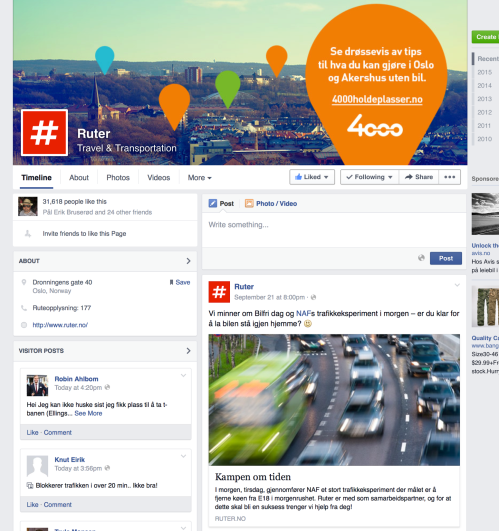 Se drøssevis av tips
til hva du kan gjøre i Oslo
og Akershus uten bil.
4000holdeplasser.no
4000
#
Ruter
Travel & Transportation
Timeline
About
Photos
Videos
More
Liked
Following
Share
Create
Recent
2015
2014
2013
2012
2011
2010
31,618 people like this
Pål Erik Bruserød and 24 other friends
Invite friends to like this Page
ABOUT
Dronningens gate 40
Oslo, Norway
Save
Ruteopplysning: 177
http://www.ruter.no/
VISITOR POSTS
Robin Ahlbom
Today at 4:20pm
Hei Jeg kan ikke huske sist jeg fikk plass til å ta t-
banen (Ellings... See More
Like · Comment
Knut Eirik
Today at 3:56pm
Blokkerer trafikken i over 20 min.. Ikke bra!
Like · Comment
Post
Photo / Video
Write something...
Post
#
Ruter
September 21 at 8:00pm ·
Vi minner om Bilfri dag og NAFs trafikkeksperiment i morgen – er du klar for
å la bilen stå igjen hjemme?
Kampen om tiden
I morgen, tirsdag, gjennomfører NAF et stort trafikkeksperiment der målet er å
fjerne køen fra E18 i morgenrushet. Ruter er med som samarbeidspartner, og for at
dette skal bli en suksess trenger vi hjelp fra deg!
RUTER.NO
Sponsore
Unlock th
avis.no
Hos Avis s
på leiebil i
Quality Ca
www.bang
Size30-46
$29.99+Fr
stock.Hurr